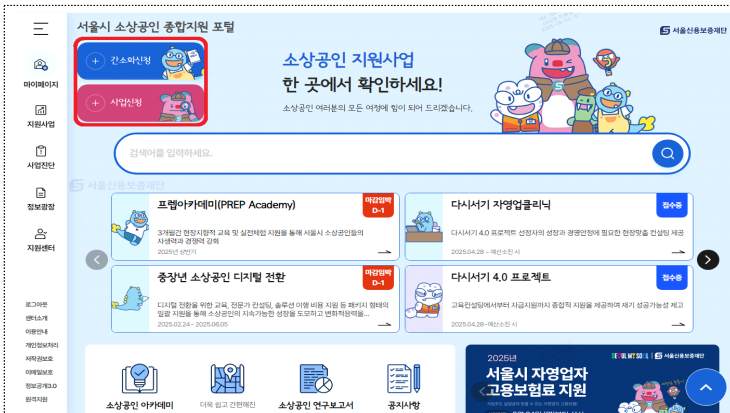 서울시 소상공인 종합지원 포털
서울신용보증재단
간소화신청
사업신청
소상공인 지원사업
한 곳에서 확인하세요!
소상공인 여러분의 모든 여정에 힘이 되어 드리겠습니다.
검색어를 입력하세요.
마이페이지
지원사업
사업진단
정보광장
지원센터
서울신용보증재단
프렙아카데미(PREP Academy)
마감임박
D-1
3개월간 현장지향적 교육 및 실전체험 지원을 통해 서울시 소상공인들의
자생력과 경쟁력 강화
2025년 상반기
다시서기 자영업클리닉
접수중
다시서기 4.0 프로젝트 선정자의 성장과 경영안정에 필요한 현장맞춤 컨설팅 제공
2025.04.28 ~ 예산소진 시
중장년 소상공인 디지털 전환
마감임박
D-1
디지털 전환을 위한 교육, 전문가 컨설팅, 솔루션 이행 비용 지원 등 패키지 형태의
일괄 지원을 통해 소상공인의 지속가능한 성장을 도모하고 변화적응력을...
2025.02.24~ 2025.06.05
다시서기 4.0 프로젝트
접수중
교육컨설팅에서부터 자금지원까지 종합적 지원을 제공하여 재기 성공가능성 제고
2025.04.28~예산소진 시
로그아웃
센터소개
이용안내
개인정보처리
저작권보호
이메일보호
정보공개3.0
원격지원
소상공인 아카데미
더욱 쉽고 간편해진
소상공인 연구보고서
공지사항
2025년
SEOUL MY SOUL
서울신용보증재단
서울시 자영업자
고용보험료 지원